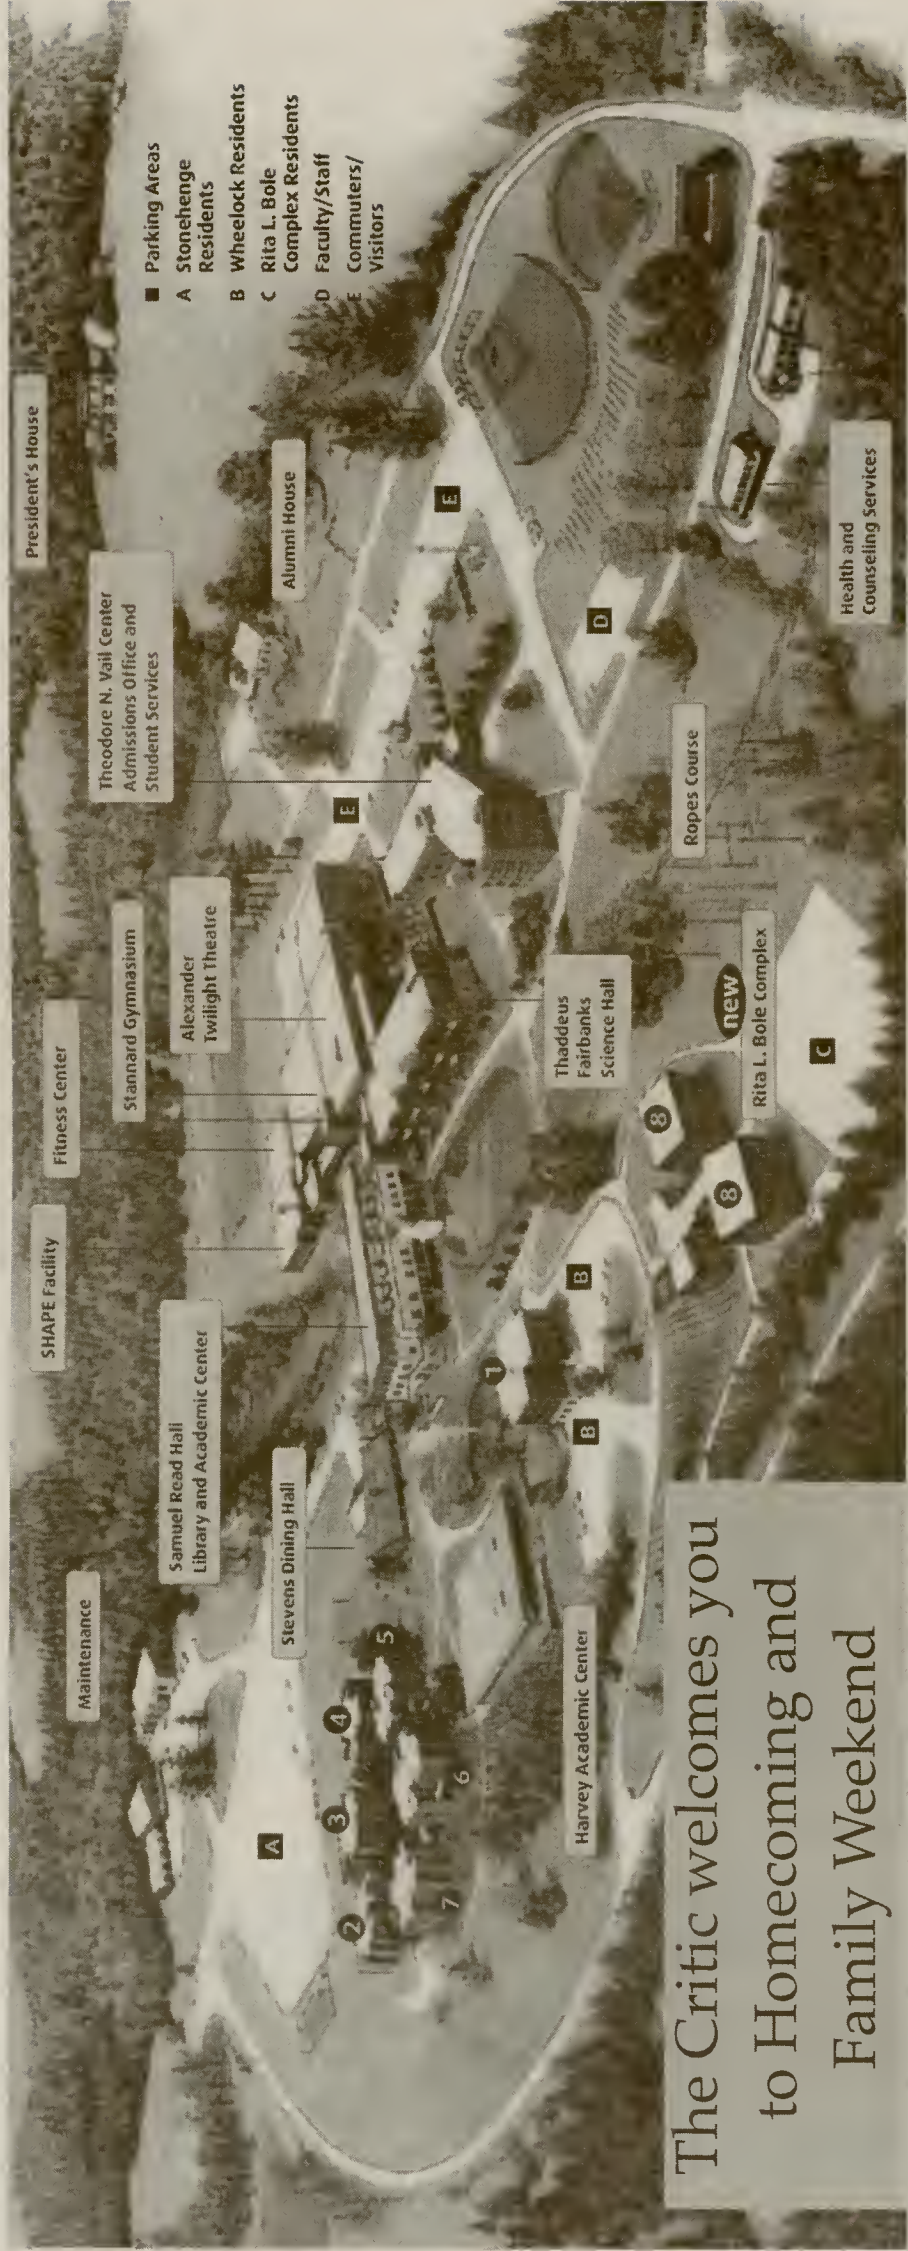 President's House
Theodore N. Vail Center
Admissions Office and
Student Services
Alumni House
■ Parking Areas
A Stonehenge
Residents
B Wheelock Residents
C Rita L. Bole
Complex Residents
D Faculty/Staff
E Commuters/
Visitors
Fitness Center
Stannard Gymnasium
Alexander
Twilight Theatre
SHAPE Facility
Samuel Read Hall
Library and Academic Center
Stevens Dining Hall
Maintenance
A
2
3
4
5
6
7
E
E
D
1
B
B
Thaddeus
Fairbanks
Science Hall
Harvey Academic Center
8
8
new
Rita L. Bole Complex
C
Ropes Course
Health and
Counseling Services
The Critic welcomes you
to Homecoming and
Family Weekend